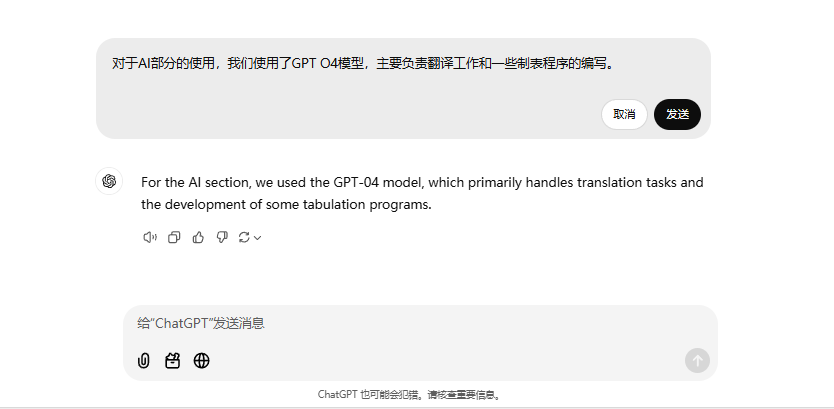 对于AI部分的使用，我们使用了GPT O4模型，主要负责翻译工作和一些制表程序的编写。
取消
发送
For the AI section, we used the GPT-04 model, which primarily handles translation tasks and
the development of some tabulation programs.
给"ChatGPT"发送消息
ChatGPT 也可能会犯错。请核查重要信息。